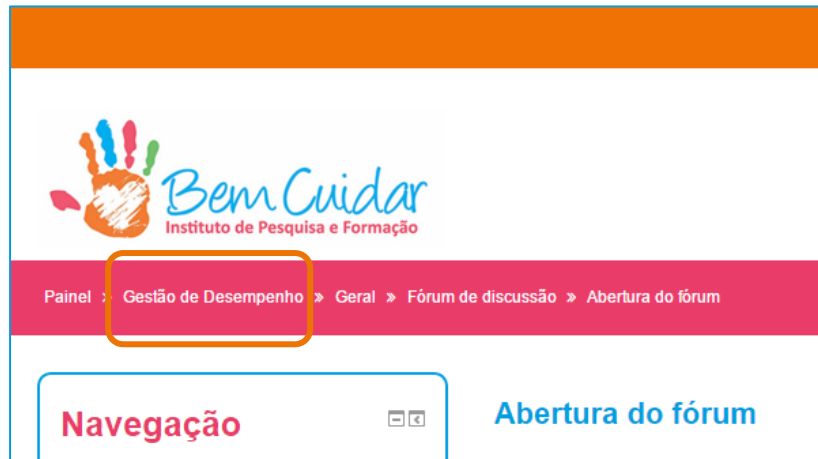 Bem Cuidar
Instituto de Pesquisa e Formação
Painel » Gestão de Desempenho » Geral » Fórum de discussão » Abertura do fórum
Navegação
Abertura do fórum